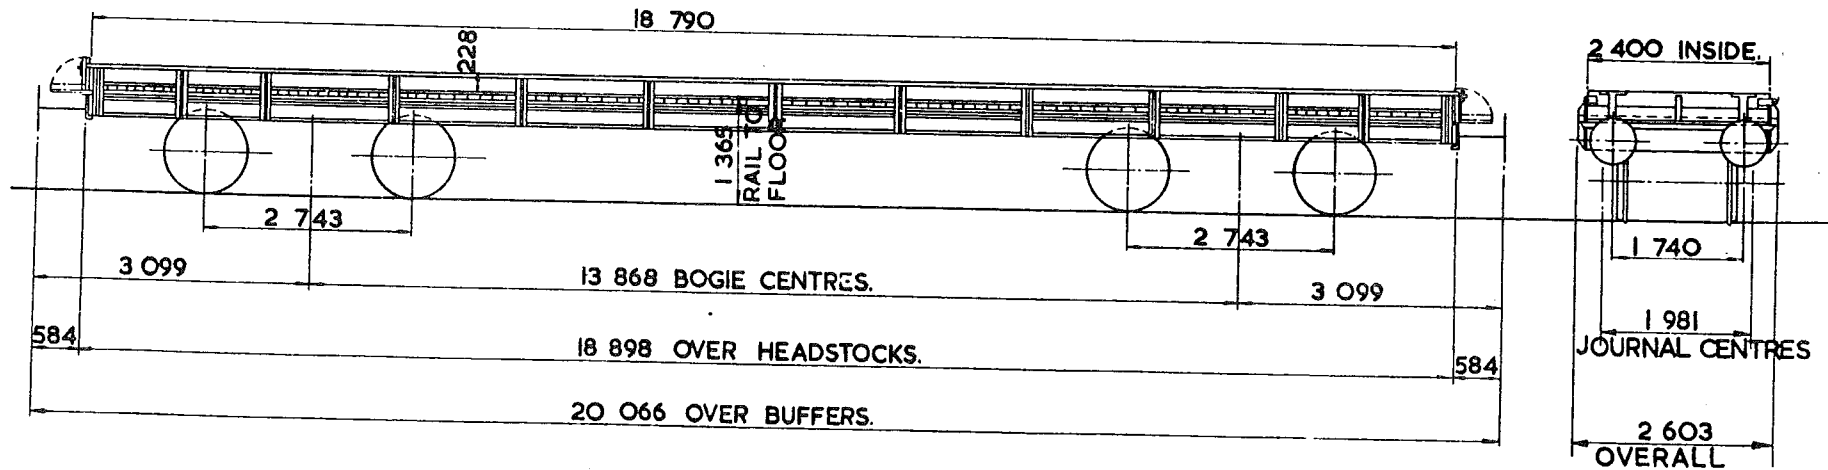 18 790
228
2 400 INSIDE.
1 368
RAIL TO
FLOOR
2 743
2 743
1 740
3 099
13 868 BOGIE CENTRES.
3 099
1 981
JOURNAL CENTRES
584
18 898 OVER HEADSTOCKS.
584
20 066 OVER BUFFERS.
2 603
OVERALL